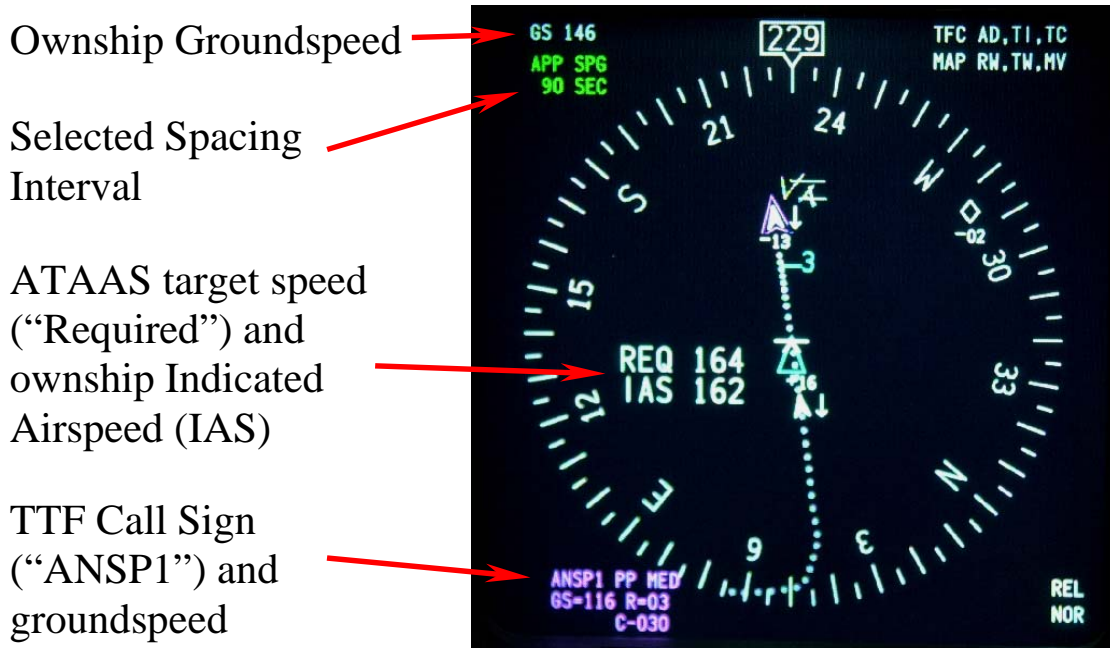 Ownship Groundspeed
Selected Spacing
Interval
ATAAS target speed
(“Required”) and
ownship Indicated
Airspeed (IAS)
TTF Call Sign
(“ANSP1”) and
groundspeed
GS 146
APP SPG
90 SEC
229
TFC AD,TI,TC
MAP RW,TW,MV
21
24
S
W
-02
30
-13
3
15
REQ 164
IAS 162
+16
12
33
E
N
6
3
ANSP1 PP MED
GS=116 R=03
C-030
REL
NOR